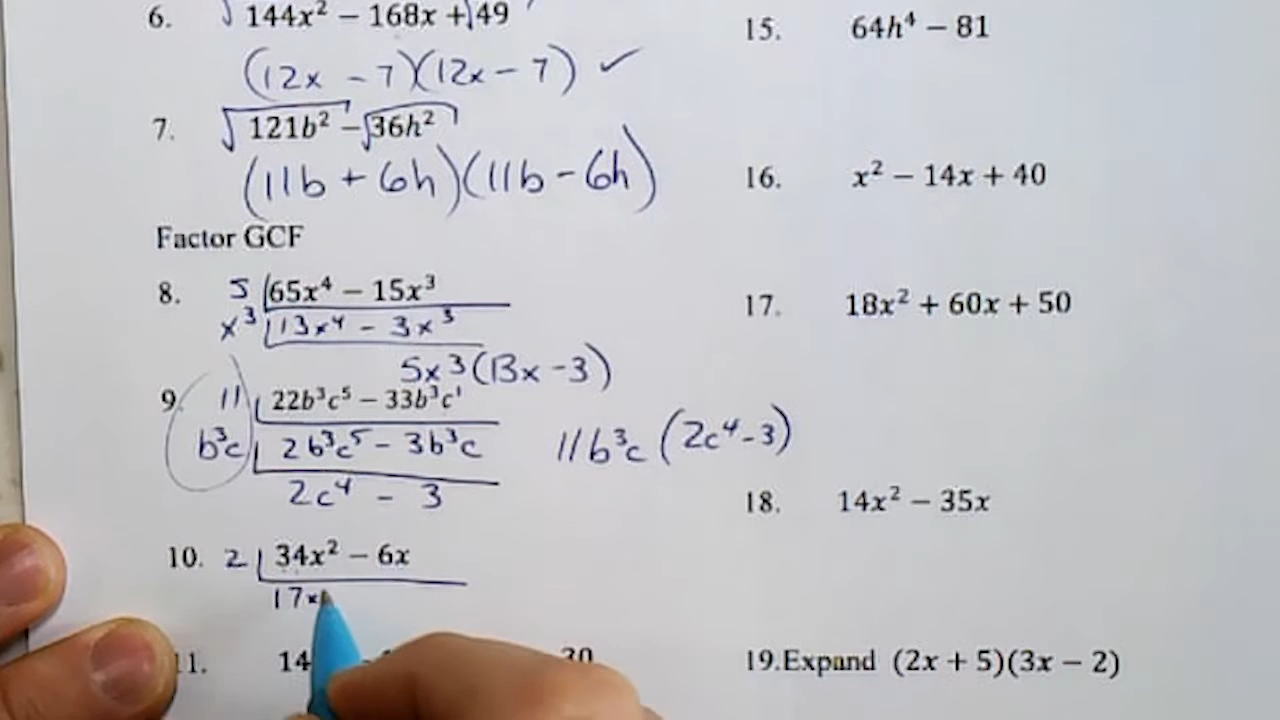 6. √144x² − 168x + √49
(12x − 7)(12x − 7) ✓
7. √121b² − √36h²
(11b + 6h)(11b − 6h)
Factor GCF
8. 5 65x⁴ − 15x³
x³ 13x⁴ − 3x³
5x³(13x − 3)
9. 11 22b³c⁵ − 33b³c¹
b³c 2b³c⁵ − 3b³c 11b³c(2c⁴ − 3)
2c⁴ − 3
10. 2 34x² − 6x
17x
11. 14
15. 64h⁴ − 81
16. x² − 14x + 40
17. 18x² + 60x + 50
18. 14x² − 35x
19.Expand (2x + 5)(3x − 2)